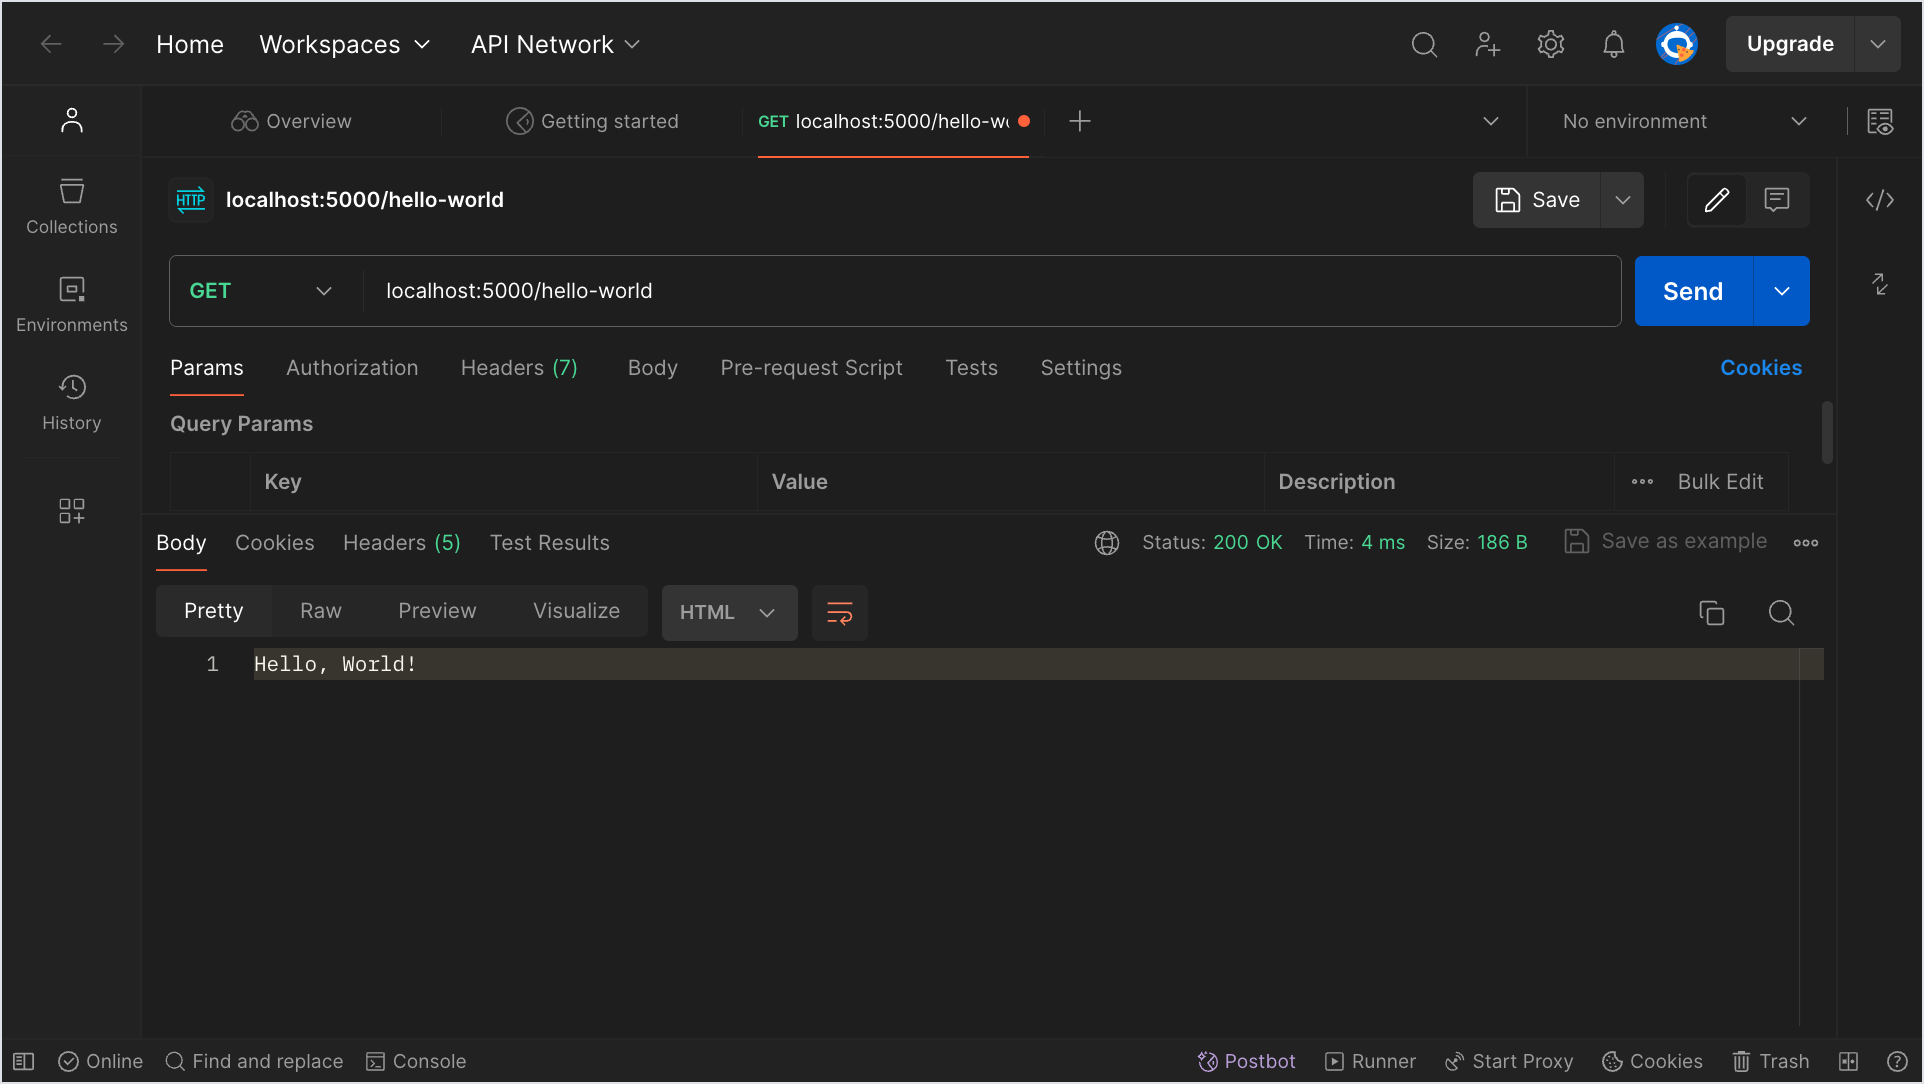 Home Workspaces API Network Upgrade
Overview Getting started GET localhost:5000/hello-w No environment
HTTP localhost:5000/hello-world Save
Collections
GET localhost:5000/hello-world Send
Environments
Params Authorization Headers (7) Body Pre-request Script Tests Settings Cookies
History
Query Params
Key Value Description Bulk Edit
Body Cookies Headers (5) Test Results Status: 200 OK Time: 4 ms Size: 186 B Save as example
Pretty Raw Preview Visualize HTML
1 Hello, World!
Online Find and replace Console Postbot Runner Start Proxy Cookies Trash